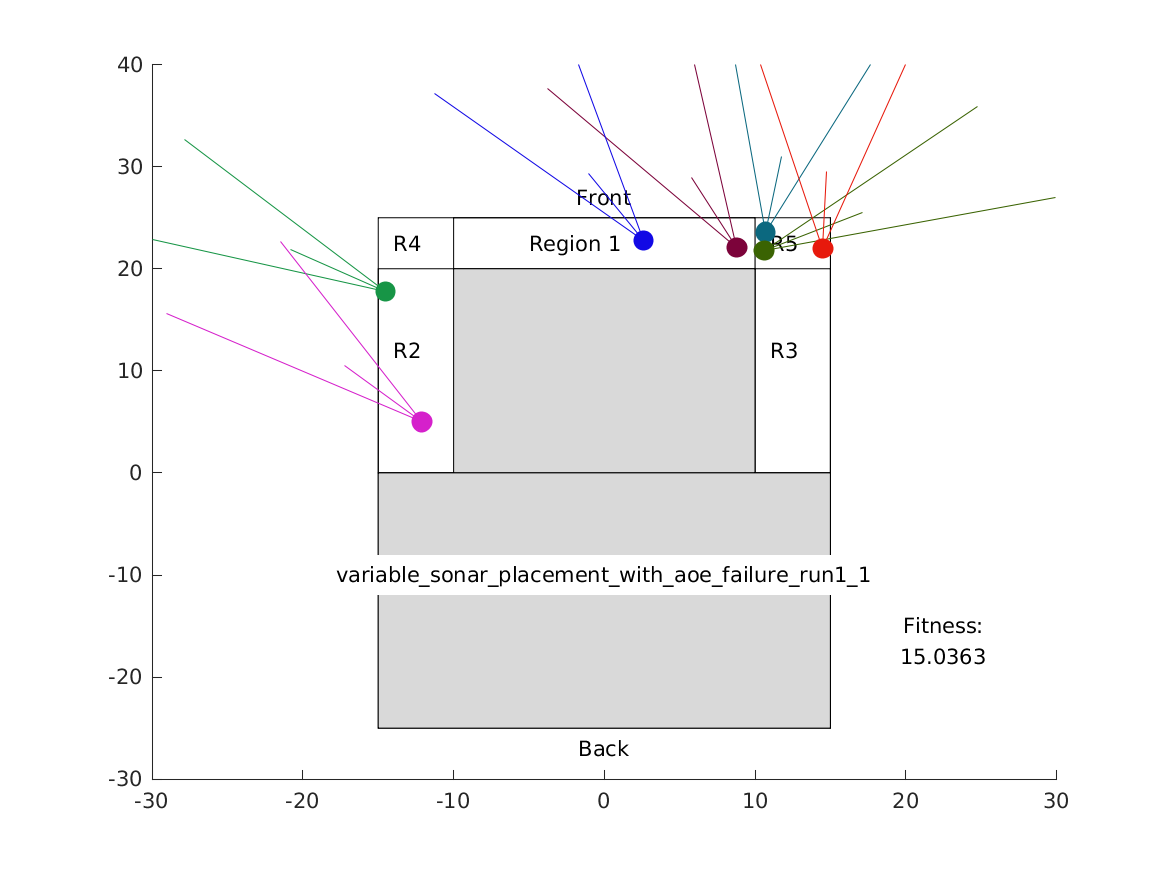 40
30
Front
R4
Region 1
R5
20
R2
R3
10
0
-10
variable_sonar_placement_with_aoe_failure_run1_1
Fitness:
15.0363
-20
Back
-30
-30
-20
-10
0
10
20
30